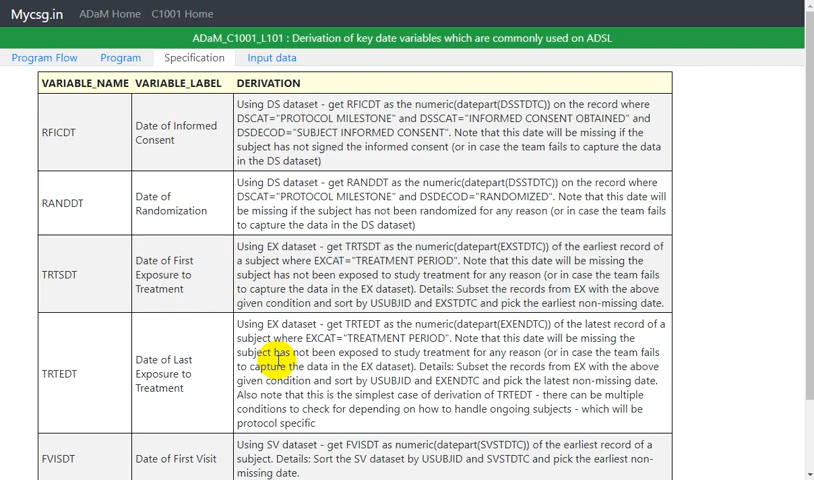 Mycsg.in ADaM Home C1001 Home
ADaM_C1001_L101 : Derivation of key date variables which are commonly used on ADSL
Program Flow Program Specification Input data
VARIABLE_NAME VARIABLE_LABEL DERIVATION
RFICDT
Date of Informed
Consent
Using DS dataset - get RFICDT as the numeric(datepart(DSSTDTC)) on the record where
DSCAT="PROTOCOL MILESTONE" and DSSCAT="INFORMED CONSENT OBTAINED" and
DSDECOD="SUBJECT INFORMED CONSENT". Note that this date will be missing if the
subject has not signed the informed consent (or in case the team fails to capture the data
in the DS dataset)
RANDDT
Date of
Randomization
Using DS dataset - get RANDDT as the numeric(datepart(DSSTDTC)) on the record where
DSCAT="PROTOCOL MILESTONE" and DSDECOD="RANDOMIZED". Note that this date will
be missing if the subject has not been randomized for any reason (or in case the team fails
to capture the data in the DS dataset)
TRTSDT
Date of First
Exposure to
Treatment
Using EX dataset - get TRTSDT as the numeric(datepart(EXSTDTC)) of the earliest record of
a subject where EXCAT="TREATMENT PERIOD". Note that this date will be missing the
subject has not been exposed to study treatment for any reason (or in case the team fails
to capture the data in the EX dataset). Details: Subset the records from EX with the above
given condition and sort by USUBJID and EXSTDTC and pick the earliest non-missing date.
TRTEDT
Date of Last
Exposure to
Treatment
Using EX dataset - get TRTEDT as the numeric(datepart(EXENDTC)) of the latest record of a
subject where EXCAT="TREATMENT PERIOD". Note that this date will be missing the
subject has not been exposed to study treatment for any reason (or in case the team fails
to capture the data in the EX dataset). Details: Subset the records from EX with the above
given condition and sort by USUBJID and EXENDTC and pick the latest non-missing date.
Also note that this is the simplest case of derivation of TRTEDT - there can be multiple
conditions to check for depending on how to handle ongoing subjects - which will be
protocol specific
FVISDT
Date of First Visit
Using SV dataset - get FVISDT as numeric(datepart(SVSTDTC)) of the earliest record of a
subject. Details: Sort the SV dataset by USUBJID and SVSTDTC and pick the earliest non-
missing date.